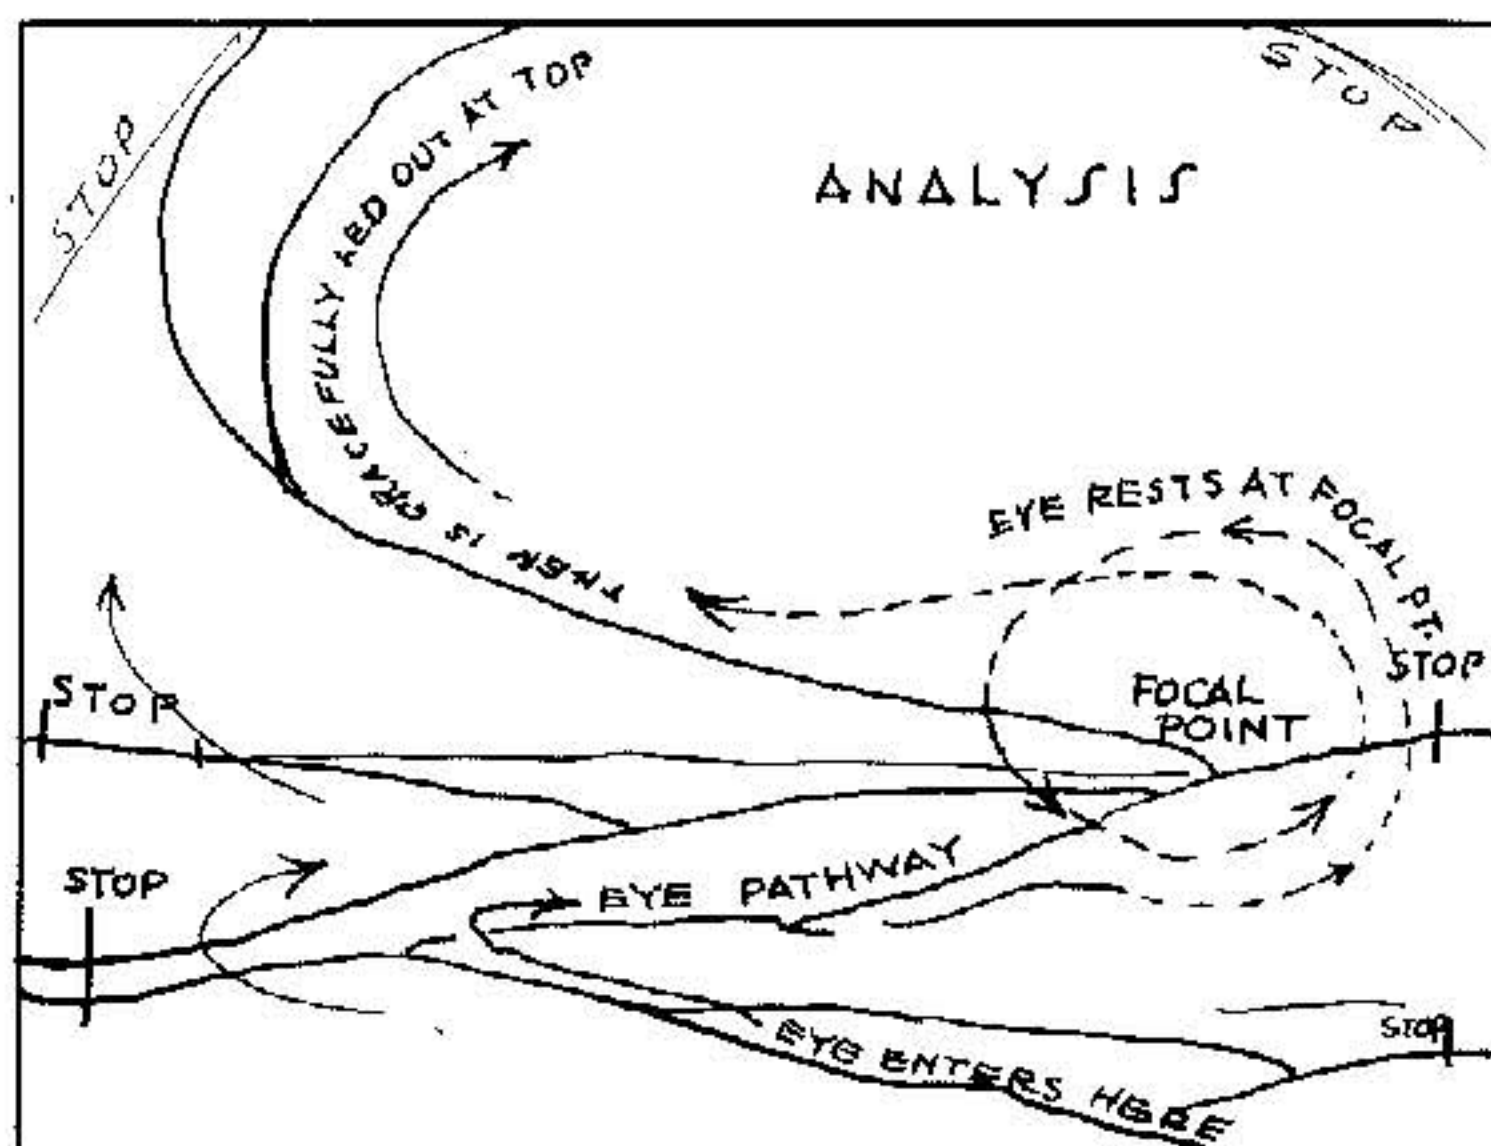 STOP
STOP
ANALYSIS
THEN IS GRACEFULLY LED OUT AT TOP
EYE RESTS AT FOCAL PT.
STOP
FOCAL
POINT
STOP
STOP
EYE PATHWAY
STOP
EYE ENTERS HERE